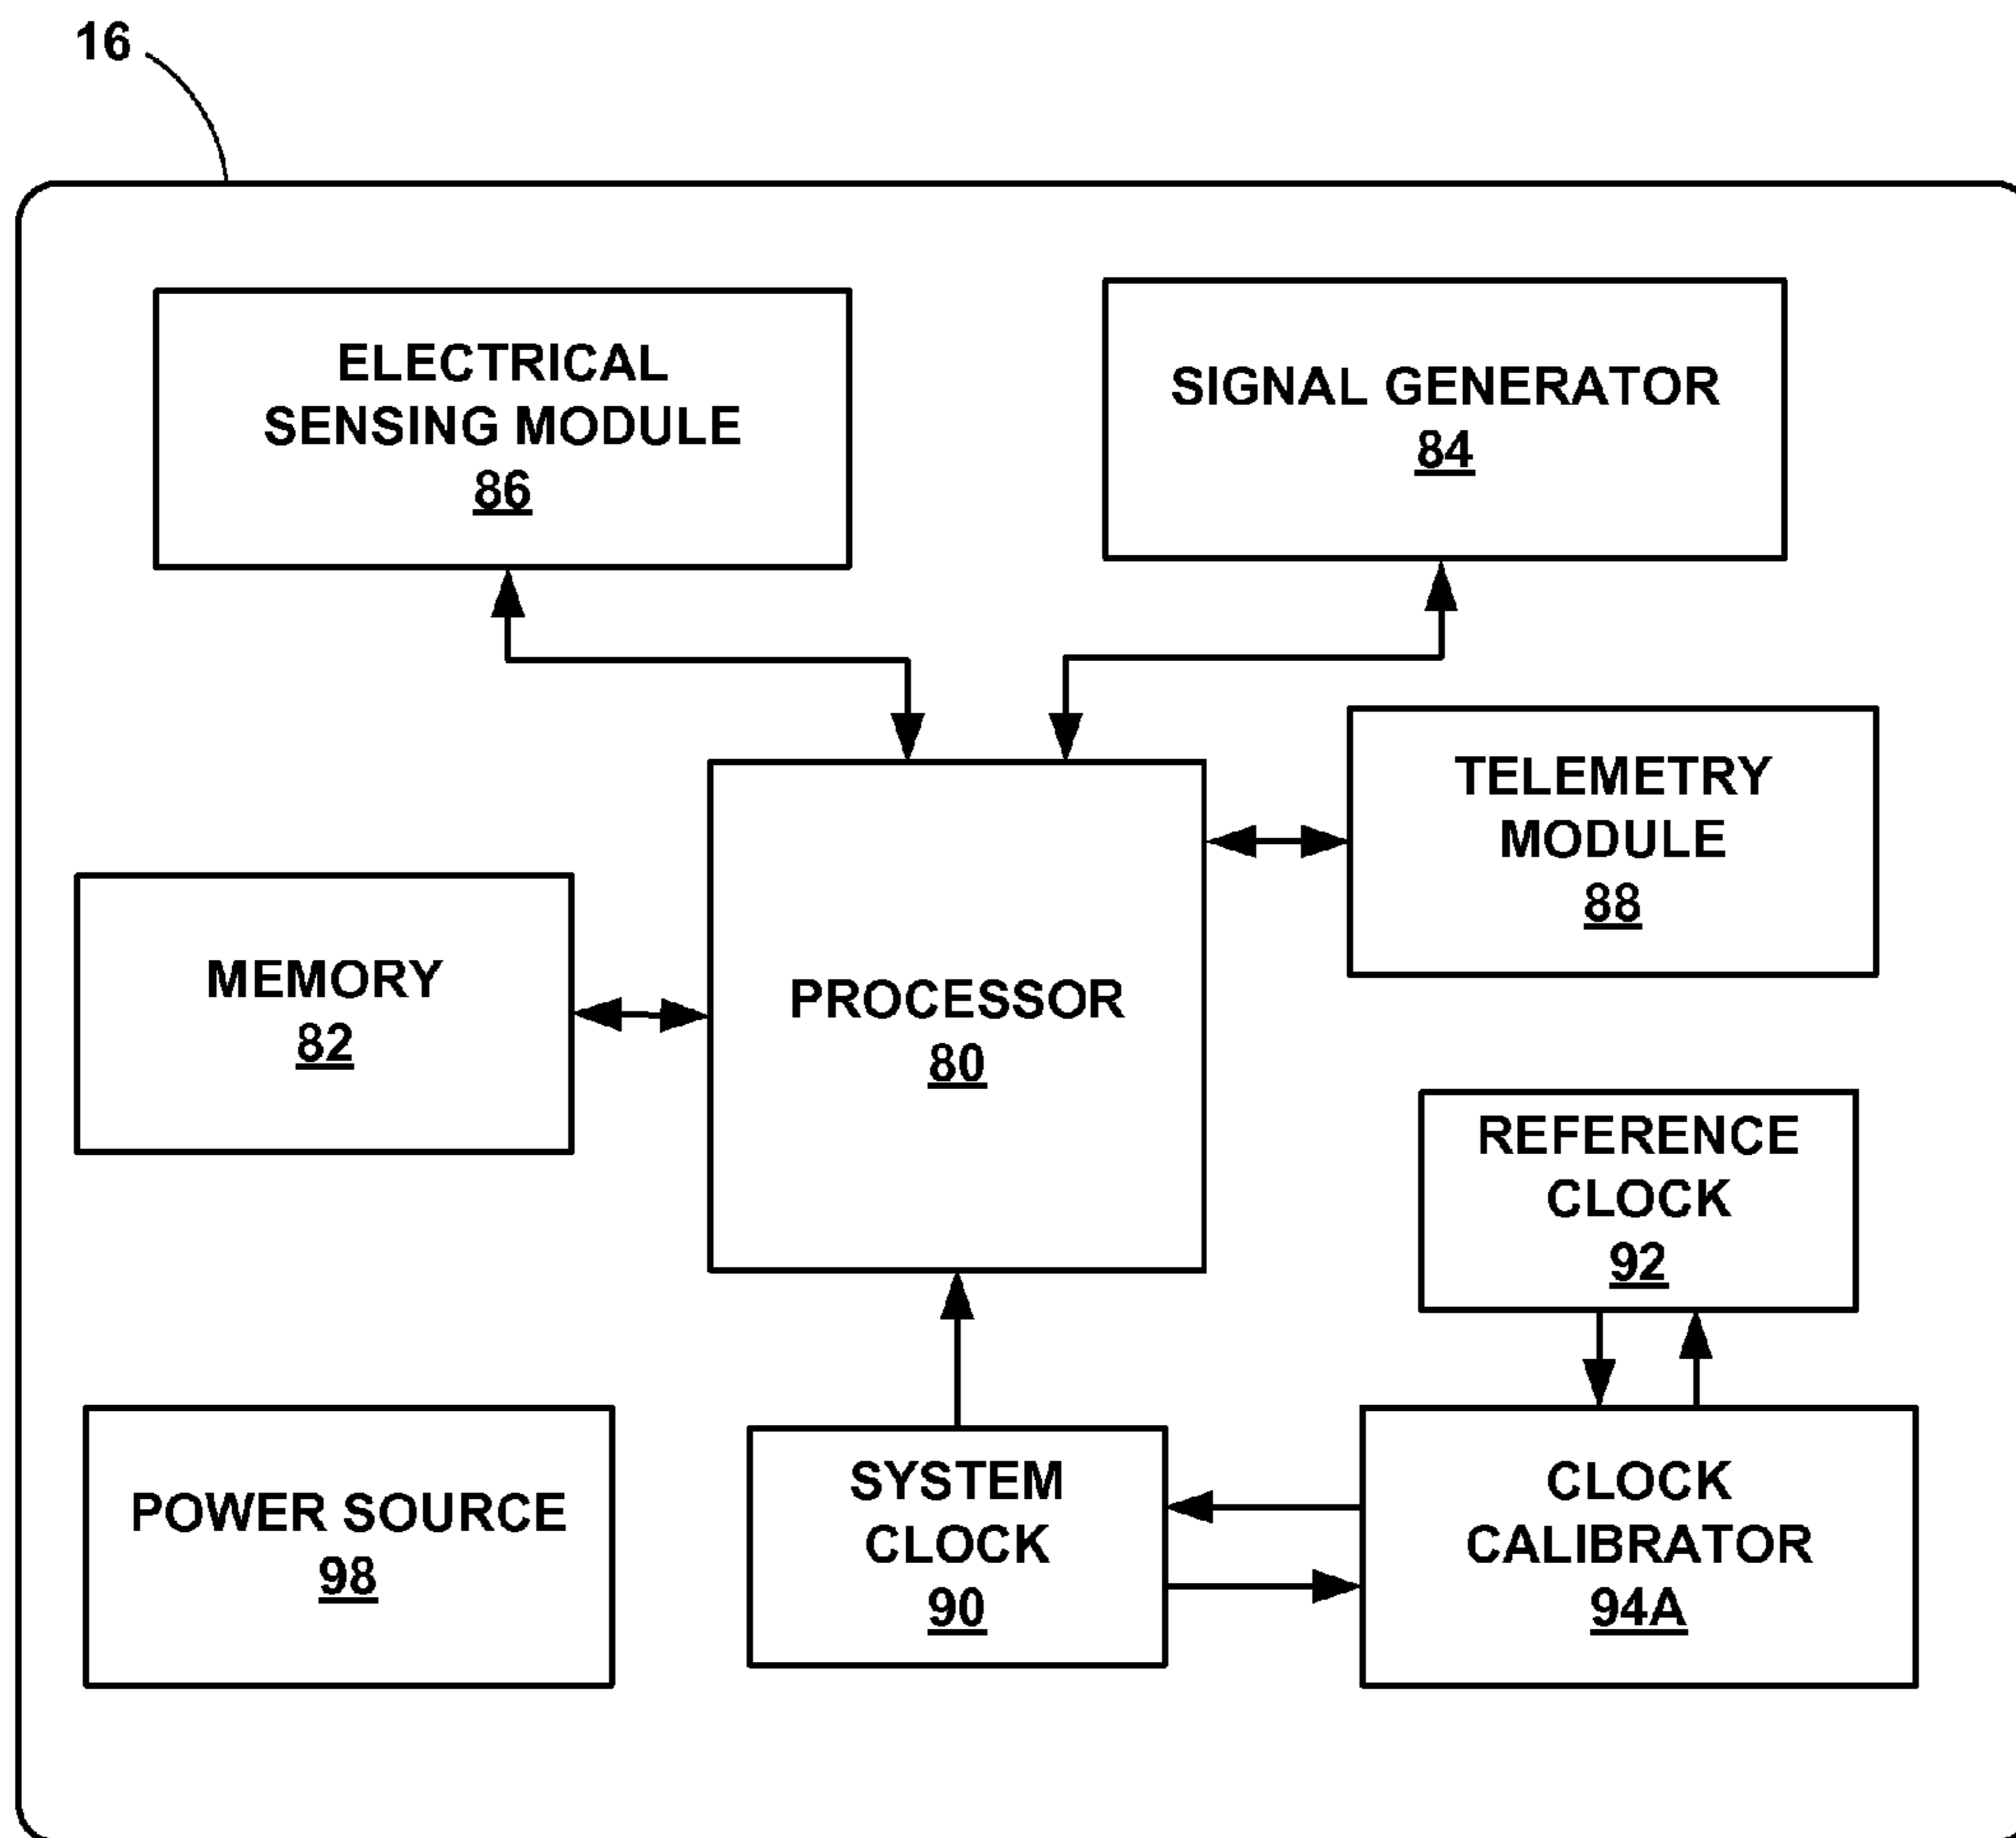 16
ELECTRICAL
SENSING MODULE
86
SIGNAL GENERATOR
84
TELEMETRY
MODULE
88
MEMORY
82
PROCESSOR
80
REFERENCE
CLOCK
92
POWER SOURCE
98
SYSTEM
CLOCK
90
CLOCK
CALIBRATOR
94A